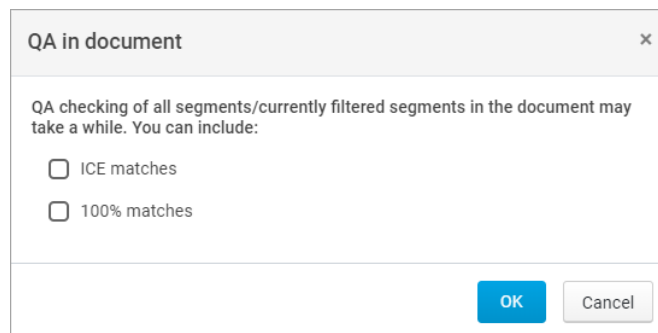 QA in document
×
QA checking of all segments/currently filtered segments in the document may
take a while. You can include:
ICE matches
100% matches
OK
Cancel